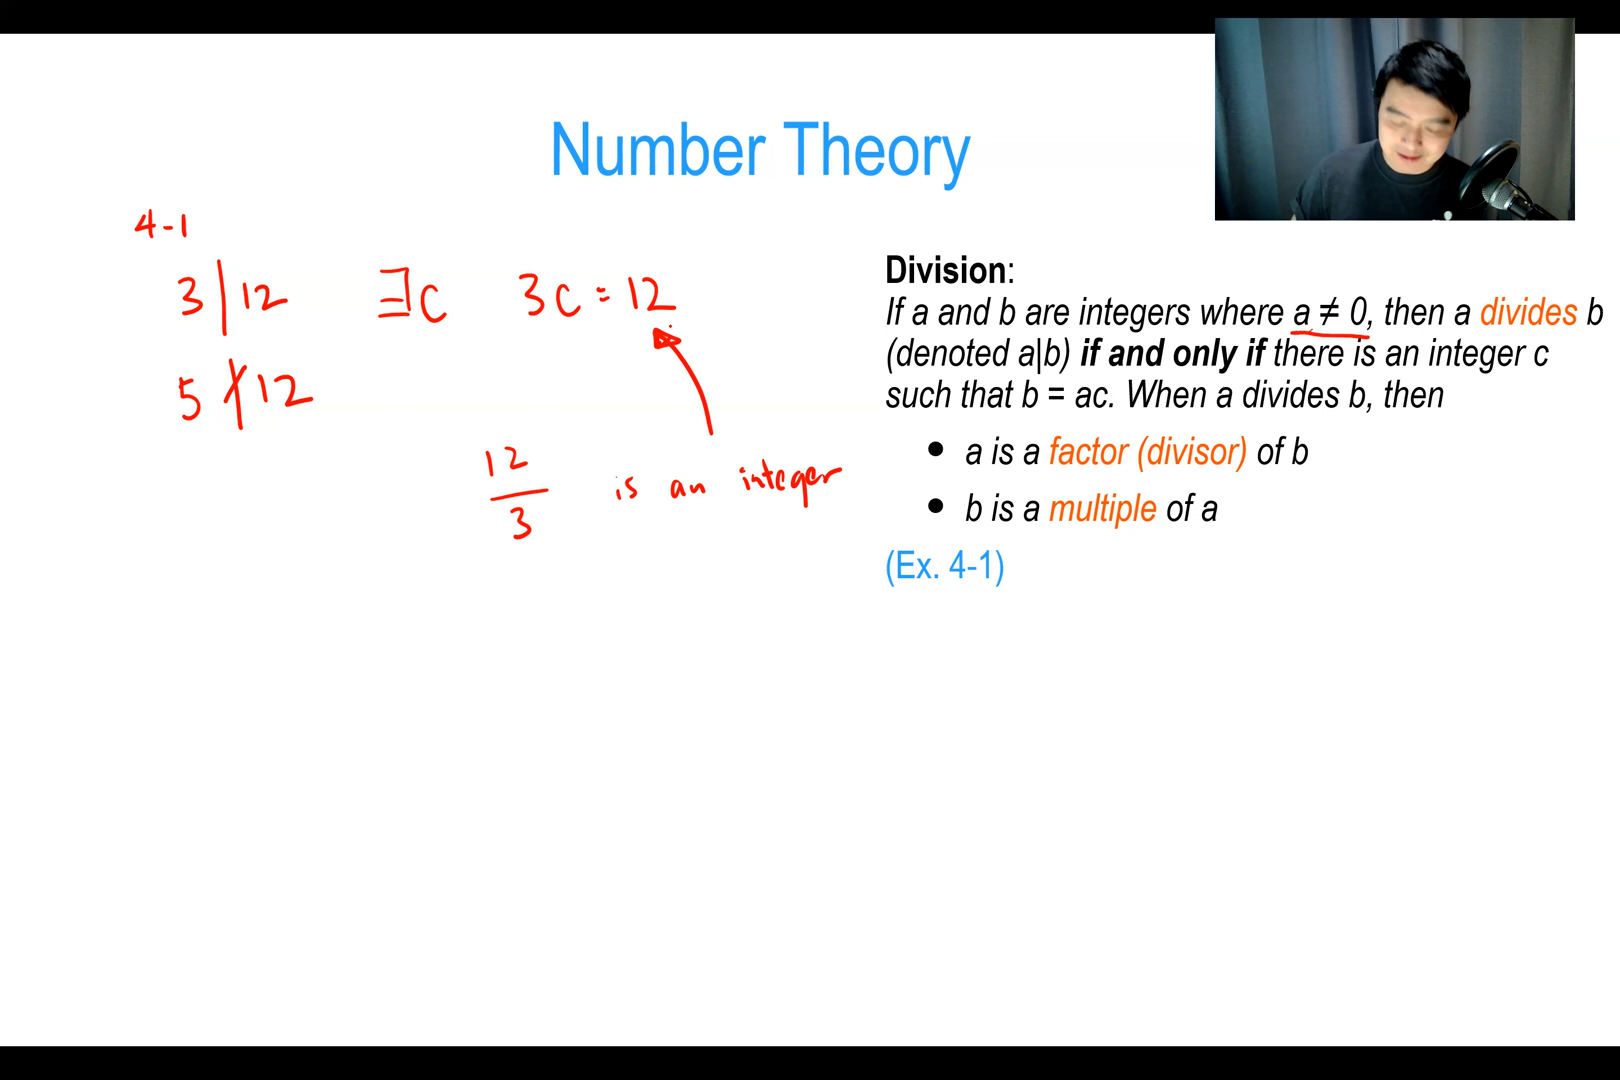 Number Theory
4-1
3 | 12 ∃c 3c = 12
5 ∤ 12
12/3 is an integer
Division:
If a and b are integers where a ≠ 0, then a divides b
(denoted a|b) if and only if there is an integer c
such that b = ac. When a divides b, then
• a is a factor (divisor) of b
• b is a multiple of a
(Ex. 4-1)